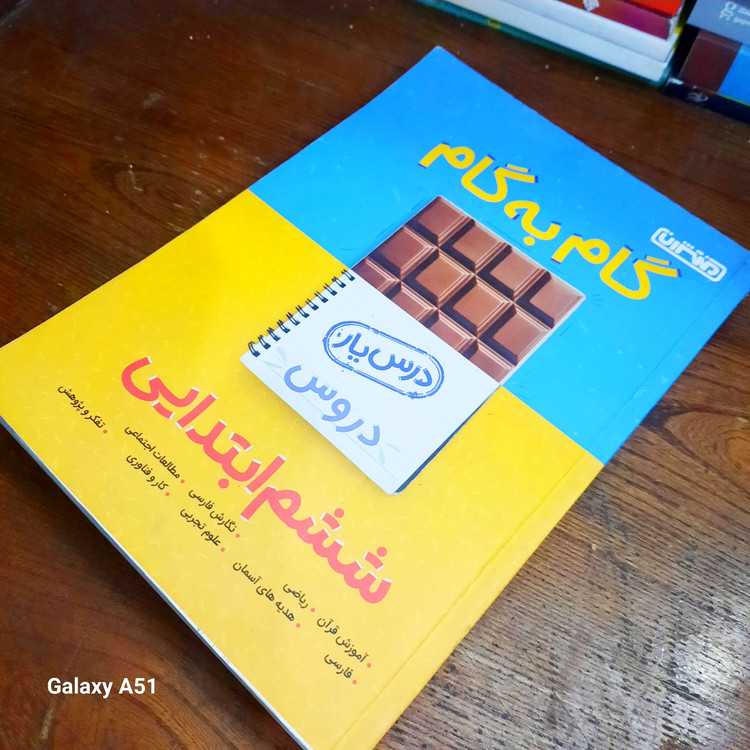 گام به گام
درس یار
دروس
ششم ابتدایی
• آموزش قرآن • ریاضی • نگارش فارسی • مطالعات اجتماعی • تفکر و پژوهش
• فارسی • هدیه های آسمان • علوم تجربی • کار و فناوری
Galaxy A51